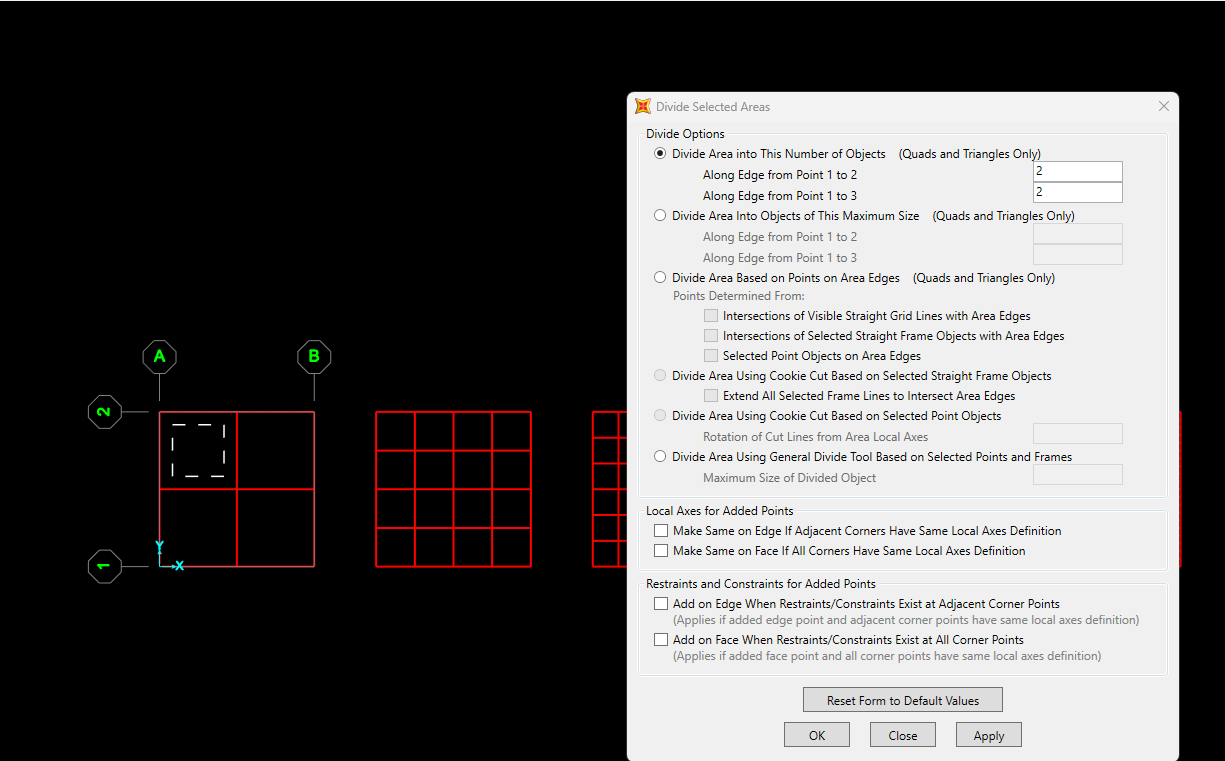 Divide Selected Areas
Divide Options
Divide Area into This Number of Objects (Quads and Triangles Only)
Along Edge from Point 1 to 2 2
Along Edge from Point 1 to 3 2
Divide Area Into Objects of This Maximum Size (Quads and Triangles Only)
Along Edge from Point 1 to 2
Along Edge from Point 1 to 3
Divide Area Based on Points on Area Edges (Quads and Triangles Only)
Points Determined From:
Intersections of Visible Straight Grid Lines with Area Edges
Intersections of Selected Straight Frame Objects with Area Edges
Selected Point Objects on Area Edges
Divide Area Using Cookie Cut Based on Selected Straight Frame Objects
Extend All Selected Frame Lines to Intersect Area Edges
Divide Area Using Cookie Cut Based on Selected Point Objects
Rotation of Cut Lines from Area Local Axes
Divide Area Using General Divide Tool Based on Selected Points and Frames
Maximum Size of Divided Object
Local Axes for Added Points
Make Same on Edge If Adjacent Corners Have Same Local Axes Definition
Make Same on Face If All Corners Have Same Local Axes Definition
Restraints and Constraints for Added Points
Add on Edge When Restraints/Constraints Exist at Adjacent Corner Points
(Applies if added edge point and adjacent corner points have same local axes definition)
Add on Face When Restraints/Constraints Exist at All Corner Points
(Applies if added face point and all corner points have same local axes definition)
Reset Form to Default Values
OK Close Apply
A B
2
1
Y
X